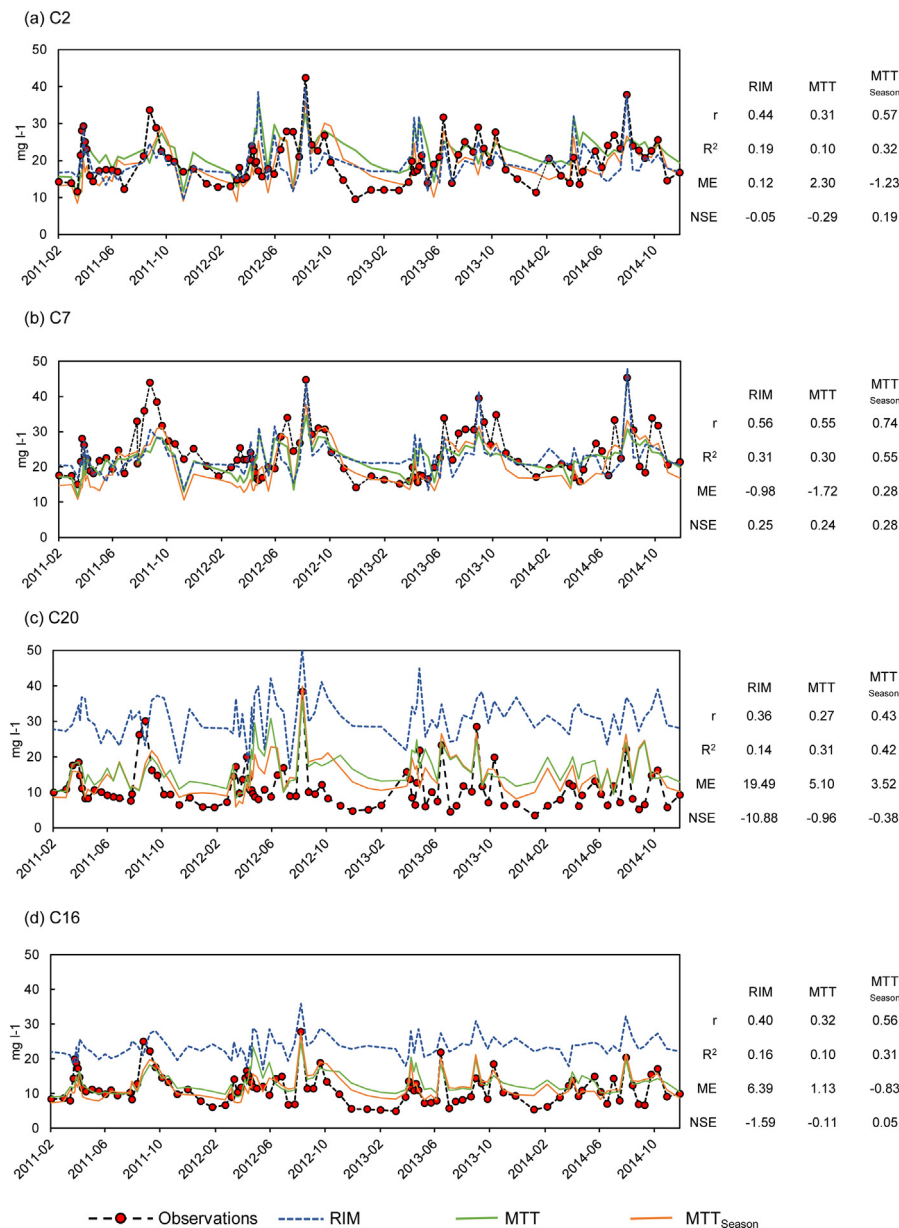 (a) C2
50
40
30
20
10
0
mg l-1
2011-02 2011-06 2011-10 2012-02 2012-06 2012-10 2013-02 2013-06 2013-10 2014-02 2014-06 2014-10
RIM MTT MTT Season
r 0.44 0.31 0.57
R² 0.19 0.10 0.32
ME 0.12 2.30 -1.23
NSE -0.05 -0.29 0.19
(b) C7
50
40
30
20
10
0
mg l-1
2011-02 2011-06 2011-10 2012-02 2012-06 2012-10 2013-02 2013-06 2013-10 2014-02 2014-06 2014-10
RIM MTT MTT Season
r 0.56 0.55 0.74
R² 0.31 0.30 0.55
ME -0.98 -1.72 0.28
NSE 0.25 0.24 0.28
(c) C20
50
40
30
20
10
0
mg l-1
2011-02 2011-06 2011-10 2012-02 2012-06 2012-10 2013-02 2013-06 2013-10 2014-02 2014-06 2014-10
RIM MTT MTT Season
r 0.36 0.27 0.43
R² 0.14 0.31 0.42
ME 19.49 5.10 3.52
NSE -10.88 -0.96 -0.38
(d) C16
50
40
30
20
10
0
mg l-1
2011-02 2011-06 2011-10 2012-02 2012-06 2012-10 2013-02 2013-06 2013-10 2014-02 2014-06 2014-10
RIM MTT MTT Season
r 0.40 0.32 0.56
R² 0.16 0.10 0.31
ME 6.39 1.13 -0.83
NSE -1.59 -0.11 0.05
Observations RIM MTT MTTSeason